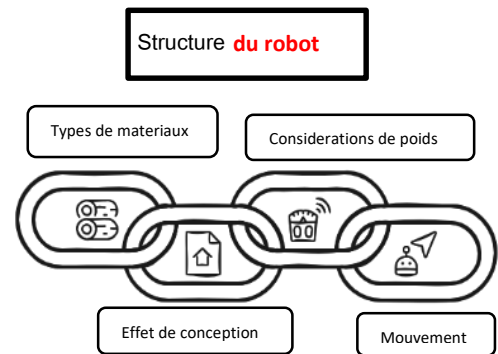 Structure du robot
Types de materiaux
Considerations de poids
Effet de conception
Mouvement